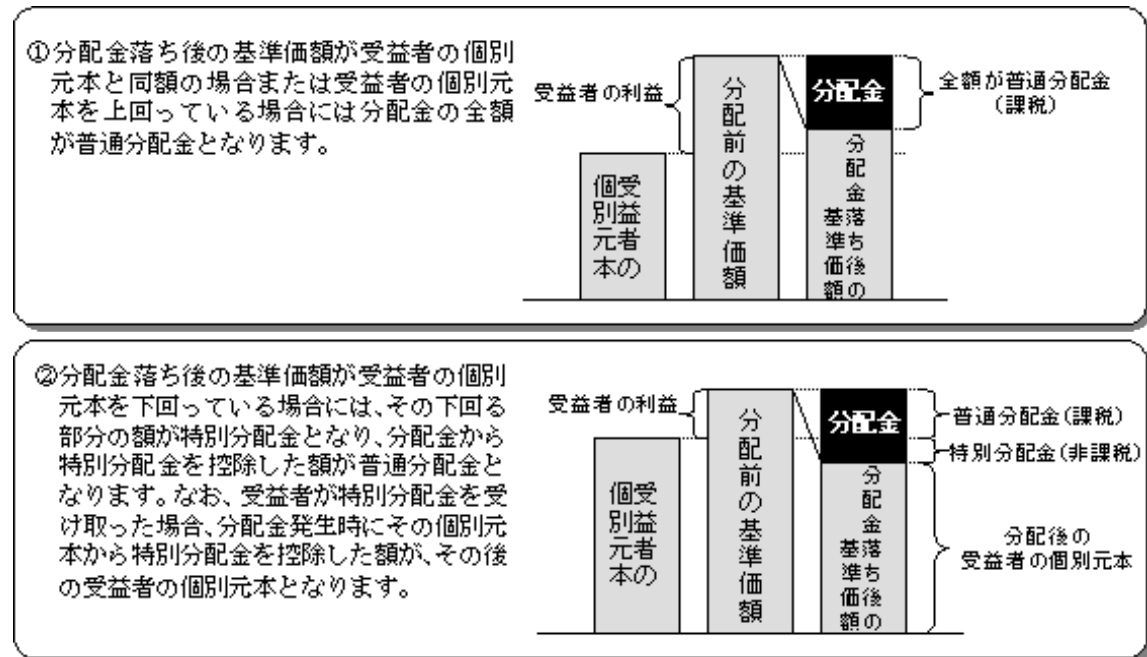 ①分配金落ち後の基準価額が受益者の個別
元本と同額の場合または受益者の個別元
本を上回っている場合には分配金の全額
が普通分配金となります。
受益者の利益
受益者の
個別元本
分配前の基準価額
分配金
分配金落ち後の
基準価額
全額が普通分配金
(課税)
②分配金落ち後の基準価額が受益者の個別
元本を下回っている場合には、その下回る
部分の額が特別分配金となり、分配金から
特別分配金を控除した額が普通分配金と
なります。なお、受益者が特別分配金を受
け取った場合、分配金発生時にその個別元
本から特別分配金を控除した額が、その後
の受益者の個別元本となります。
受益者の利益
受益者の
個別元本
分配前の基準価額
分配金
分配金落ち後の
基準価額
普通分配金(課税)
特別分配金(非課税)
分配後の
受益者の個別元本